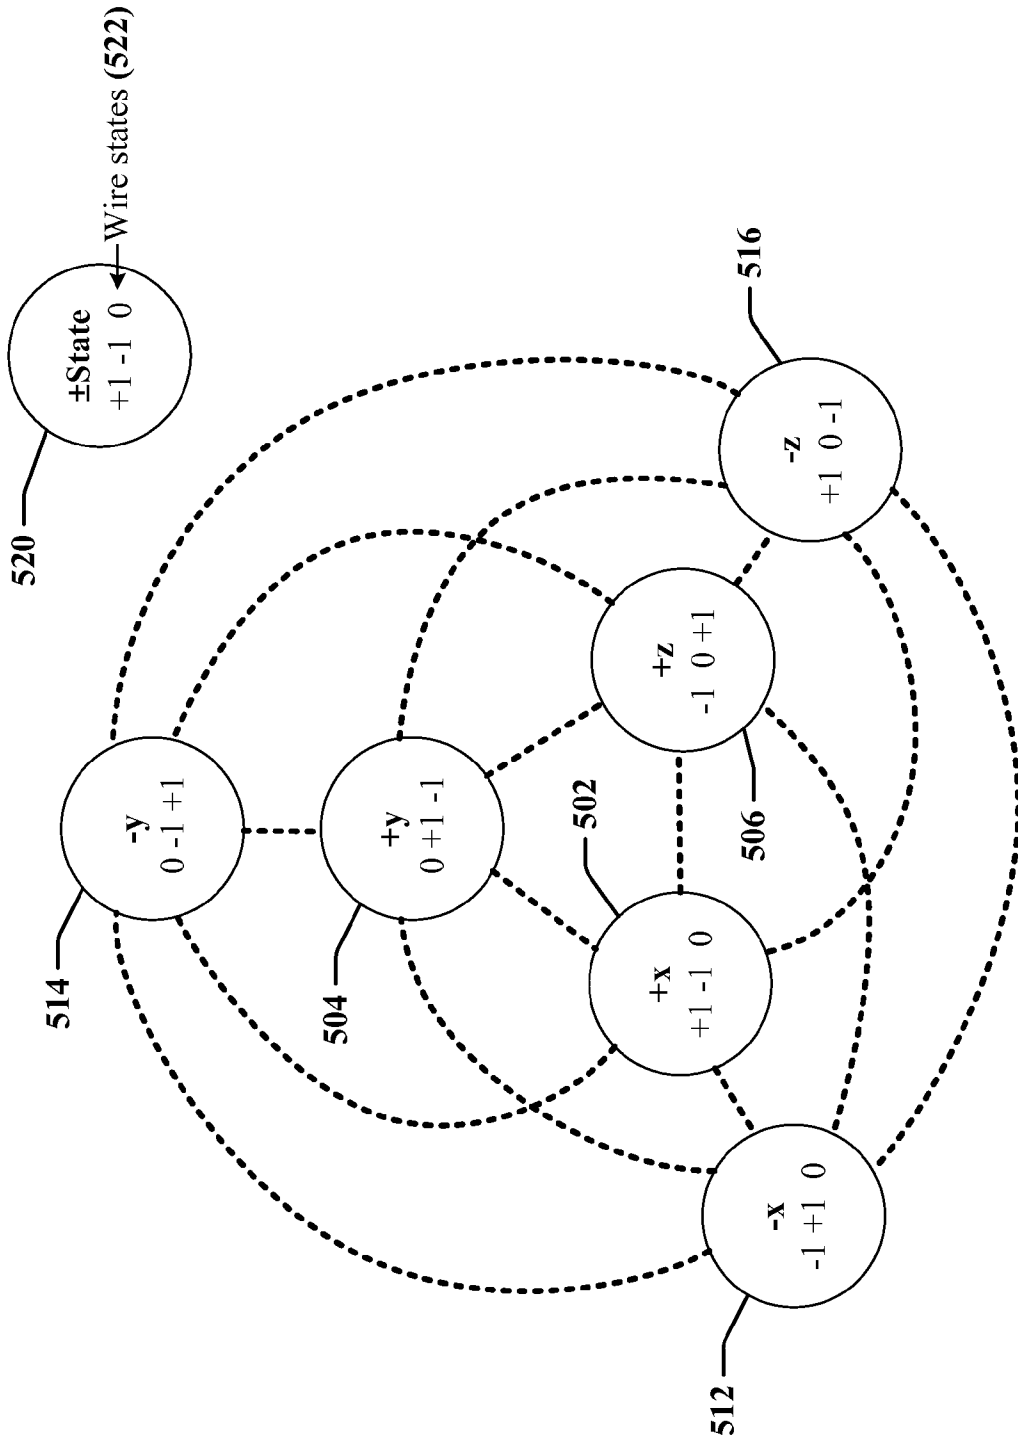 520
±State
+1 -1 0
Wire states (522)
514
-y
0 -1 +1
504
+y
0 +1 -1
502
+x
+1 -1 0
506
+z
-1 0 +1
512
-x
-1 +1 0
516
-z
+1 0 -1